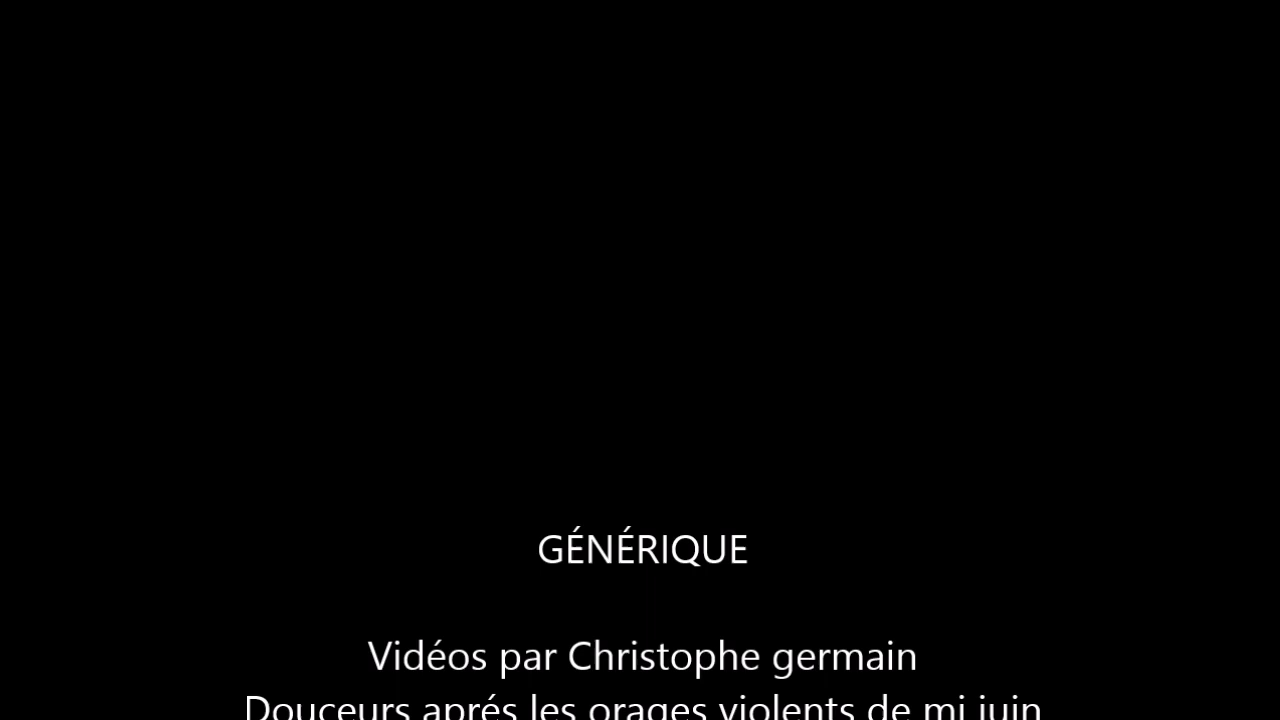 GÉNÉRIQUE
Vidéos par Christophe germain
Douceurs aprés les orages violents de mi juin